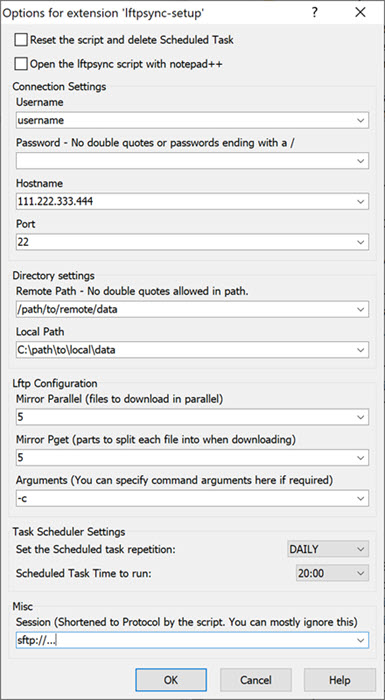 Options for extension 'lftpsync-setup'
Reset the script and delete Scheduled Task
Open the lftpsync script with notepad++
Connection Settings
Username
username
Password - No double quotes or passwords ending with a /
Hostname
111.222.333.444
Port
22
Directory settings
Remote Path - No double quotes allowed in path.
/path/to/remote/data
Local Path
C:\path\to\local\data
Lftp Configuration
Mirror Parallel (files to download in parallel)
5
Mirror Pget (parts to split each file into when downloading)
5
Arguments (You can specify command arguments here if required)
-c
Task Scheduler Settings
Set the Scheduled task repetition: DAILY
Scheduled Task Time to run: 20:00
Misc
Session (Shortened to Protocol by the script. You can mostly ignore this)
sftp://...
OK Cancel Help